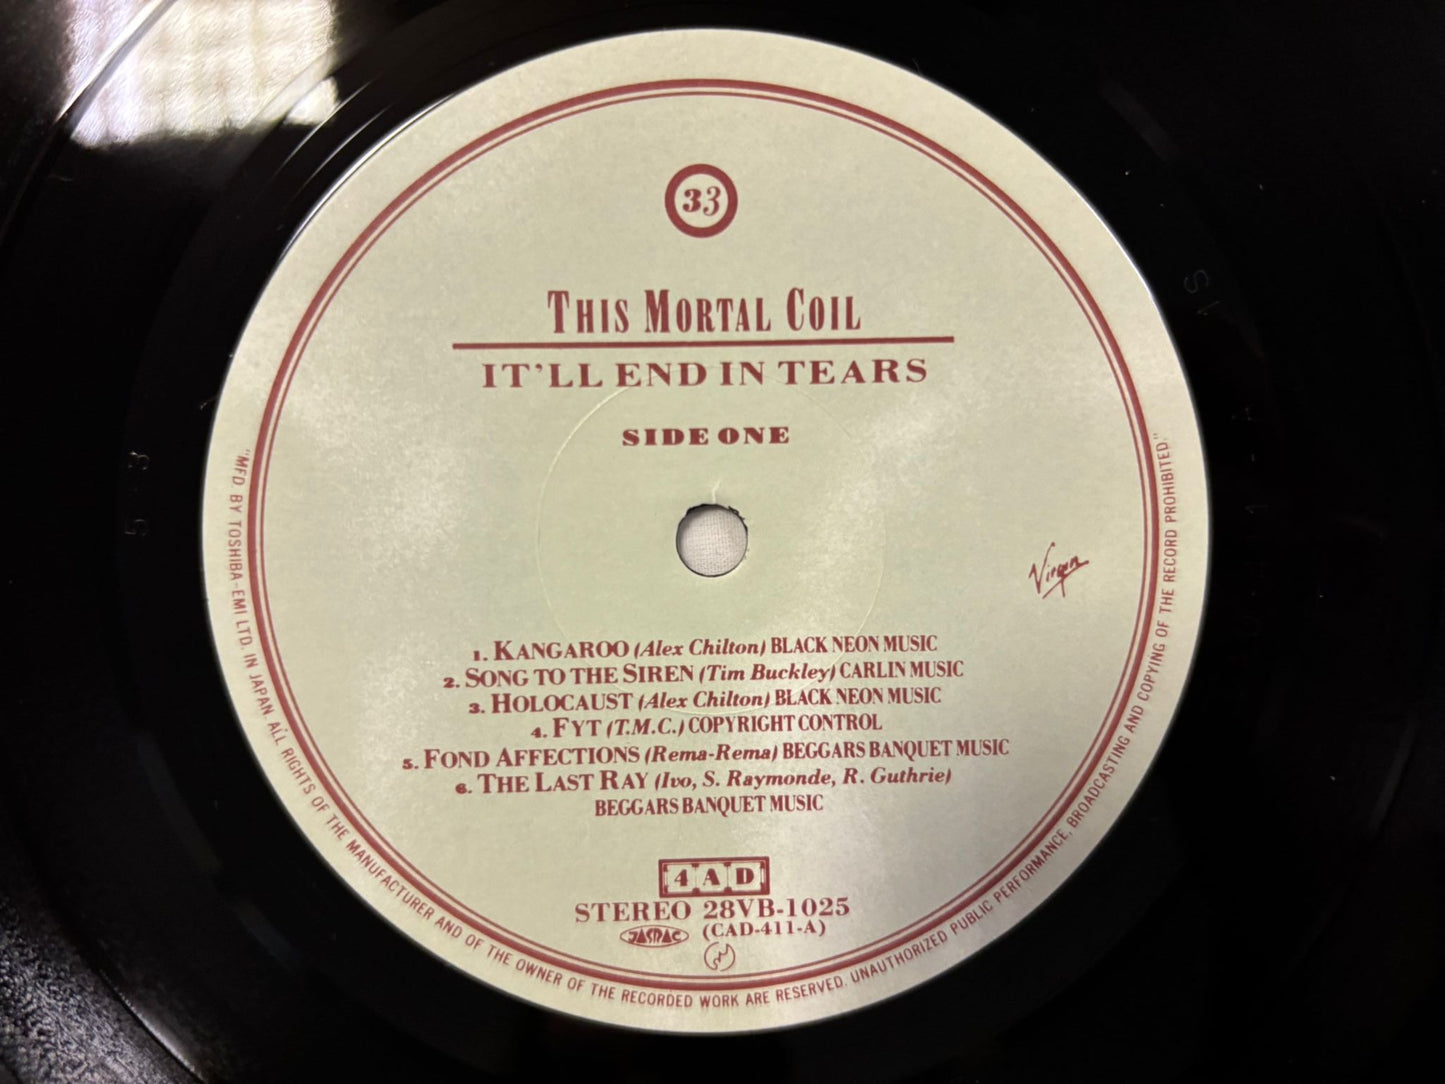 33
THIS MORTAL COIL
IT'LL END IN TEARS
SIDE ONE
Virgin
1. KANGAROO (Alex Chilton) BLACK NEON MUSIC
2. SONG TO THE SIREN (Tim Buckley) CARLIN MUSIC
3. HOLOCAUST (Alex Chilton) BLACK NEON MUSIC
4. FYT (T.M.C.) COPYRIGHT CONTROL
5. FOND AFFECTIONS (Rema-Rema) BEGGARS BANQUET MUSIC
6. THE LAST RAY (Ivo, S. Raymonde, R. Guthrie)
BEGGARS BANQUET MUSIC
4AD
STEREO 28VB-1025
JASRAC (CAD-411-A)
"MFD. BY TOSHIBA-EMI LTD. IN JAPAN. ALL RIGHTS OF THE MANUFACTURER AND OF THE OWNER OF THE RECORDED WORK ARE RESERVED. UNAUTHORIZED PUBLIC PERFORMANCE, BROADCASTING AND COPYING OF THE RECORD PROHIBITED."